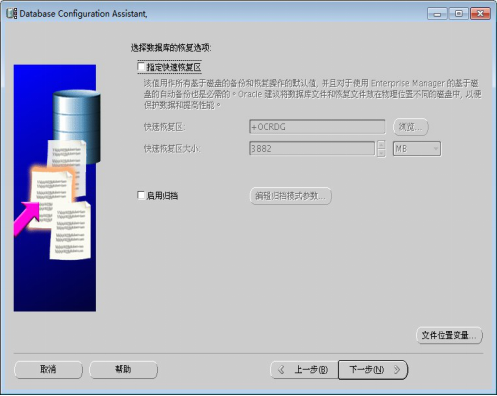 Database Configuration Assistant,
选择数据库的恢复选项:
指定快速恢复区
该值用作所有基于磁盘的备份和恢复操作的默认值, 并且对于使用 Enterprise Manager 的基于磁
盘的自动备份也是必需的。Oracle 建议将数据库文件和恢复文件放在物理位置不同的磁盘中, 以便
保护数据和提高性能。
快速恢复区:
+OCRDG
浏览...
快速恢复区大小:
3882
MB
启用归档
编辑归档模式参数...
文件位置变量...
取消
帮助
上一步(B)
下一步(N)